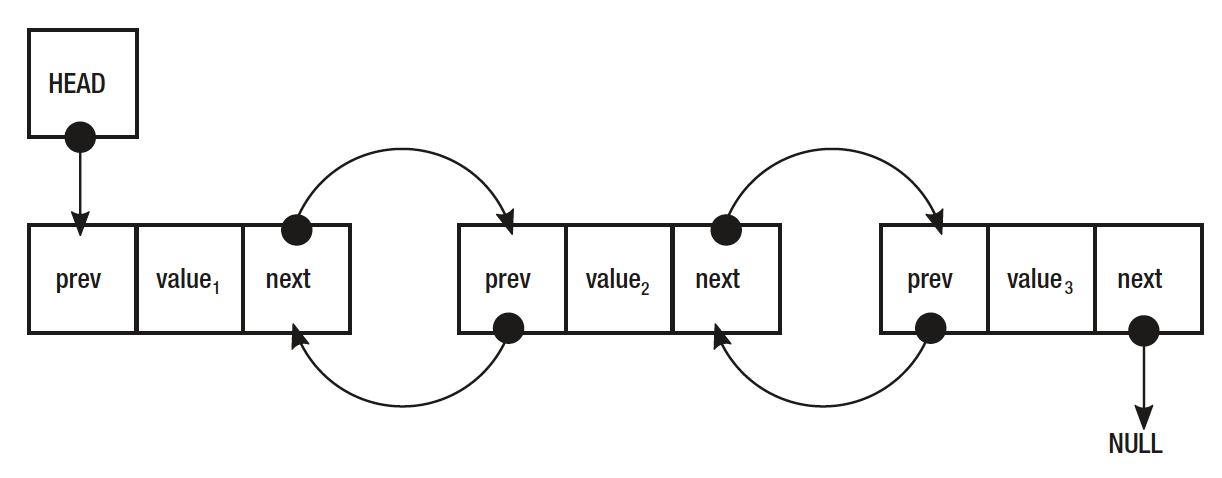 HEAD
prev value₁ next prev value₂ next prev value₃ next
NULL